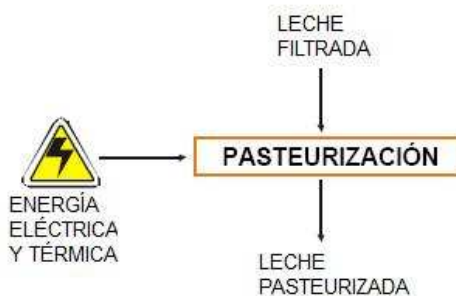 LECHE
FILTRADA
PASTEURIZACIÓN
ENERGÍA
ELÉCTRICA
Y TÉRMICA
LECHE
PASTEURIZADA